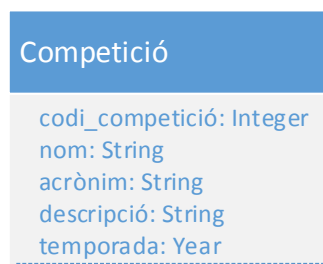 Competició
codi_competició: Integer
nom: String
acrònim: String
descripció: String
temporada: Year